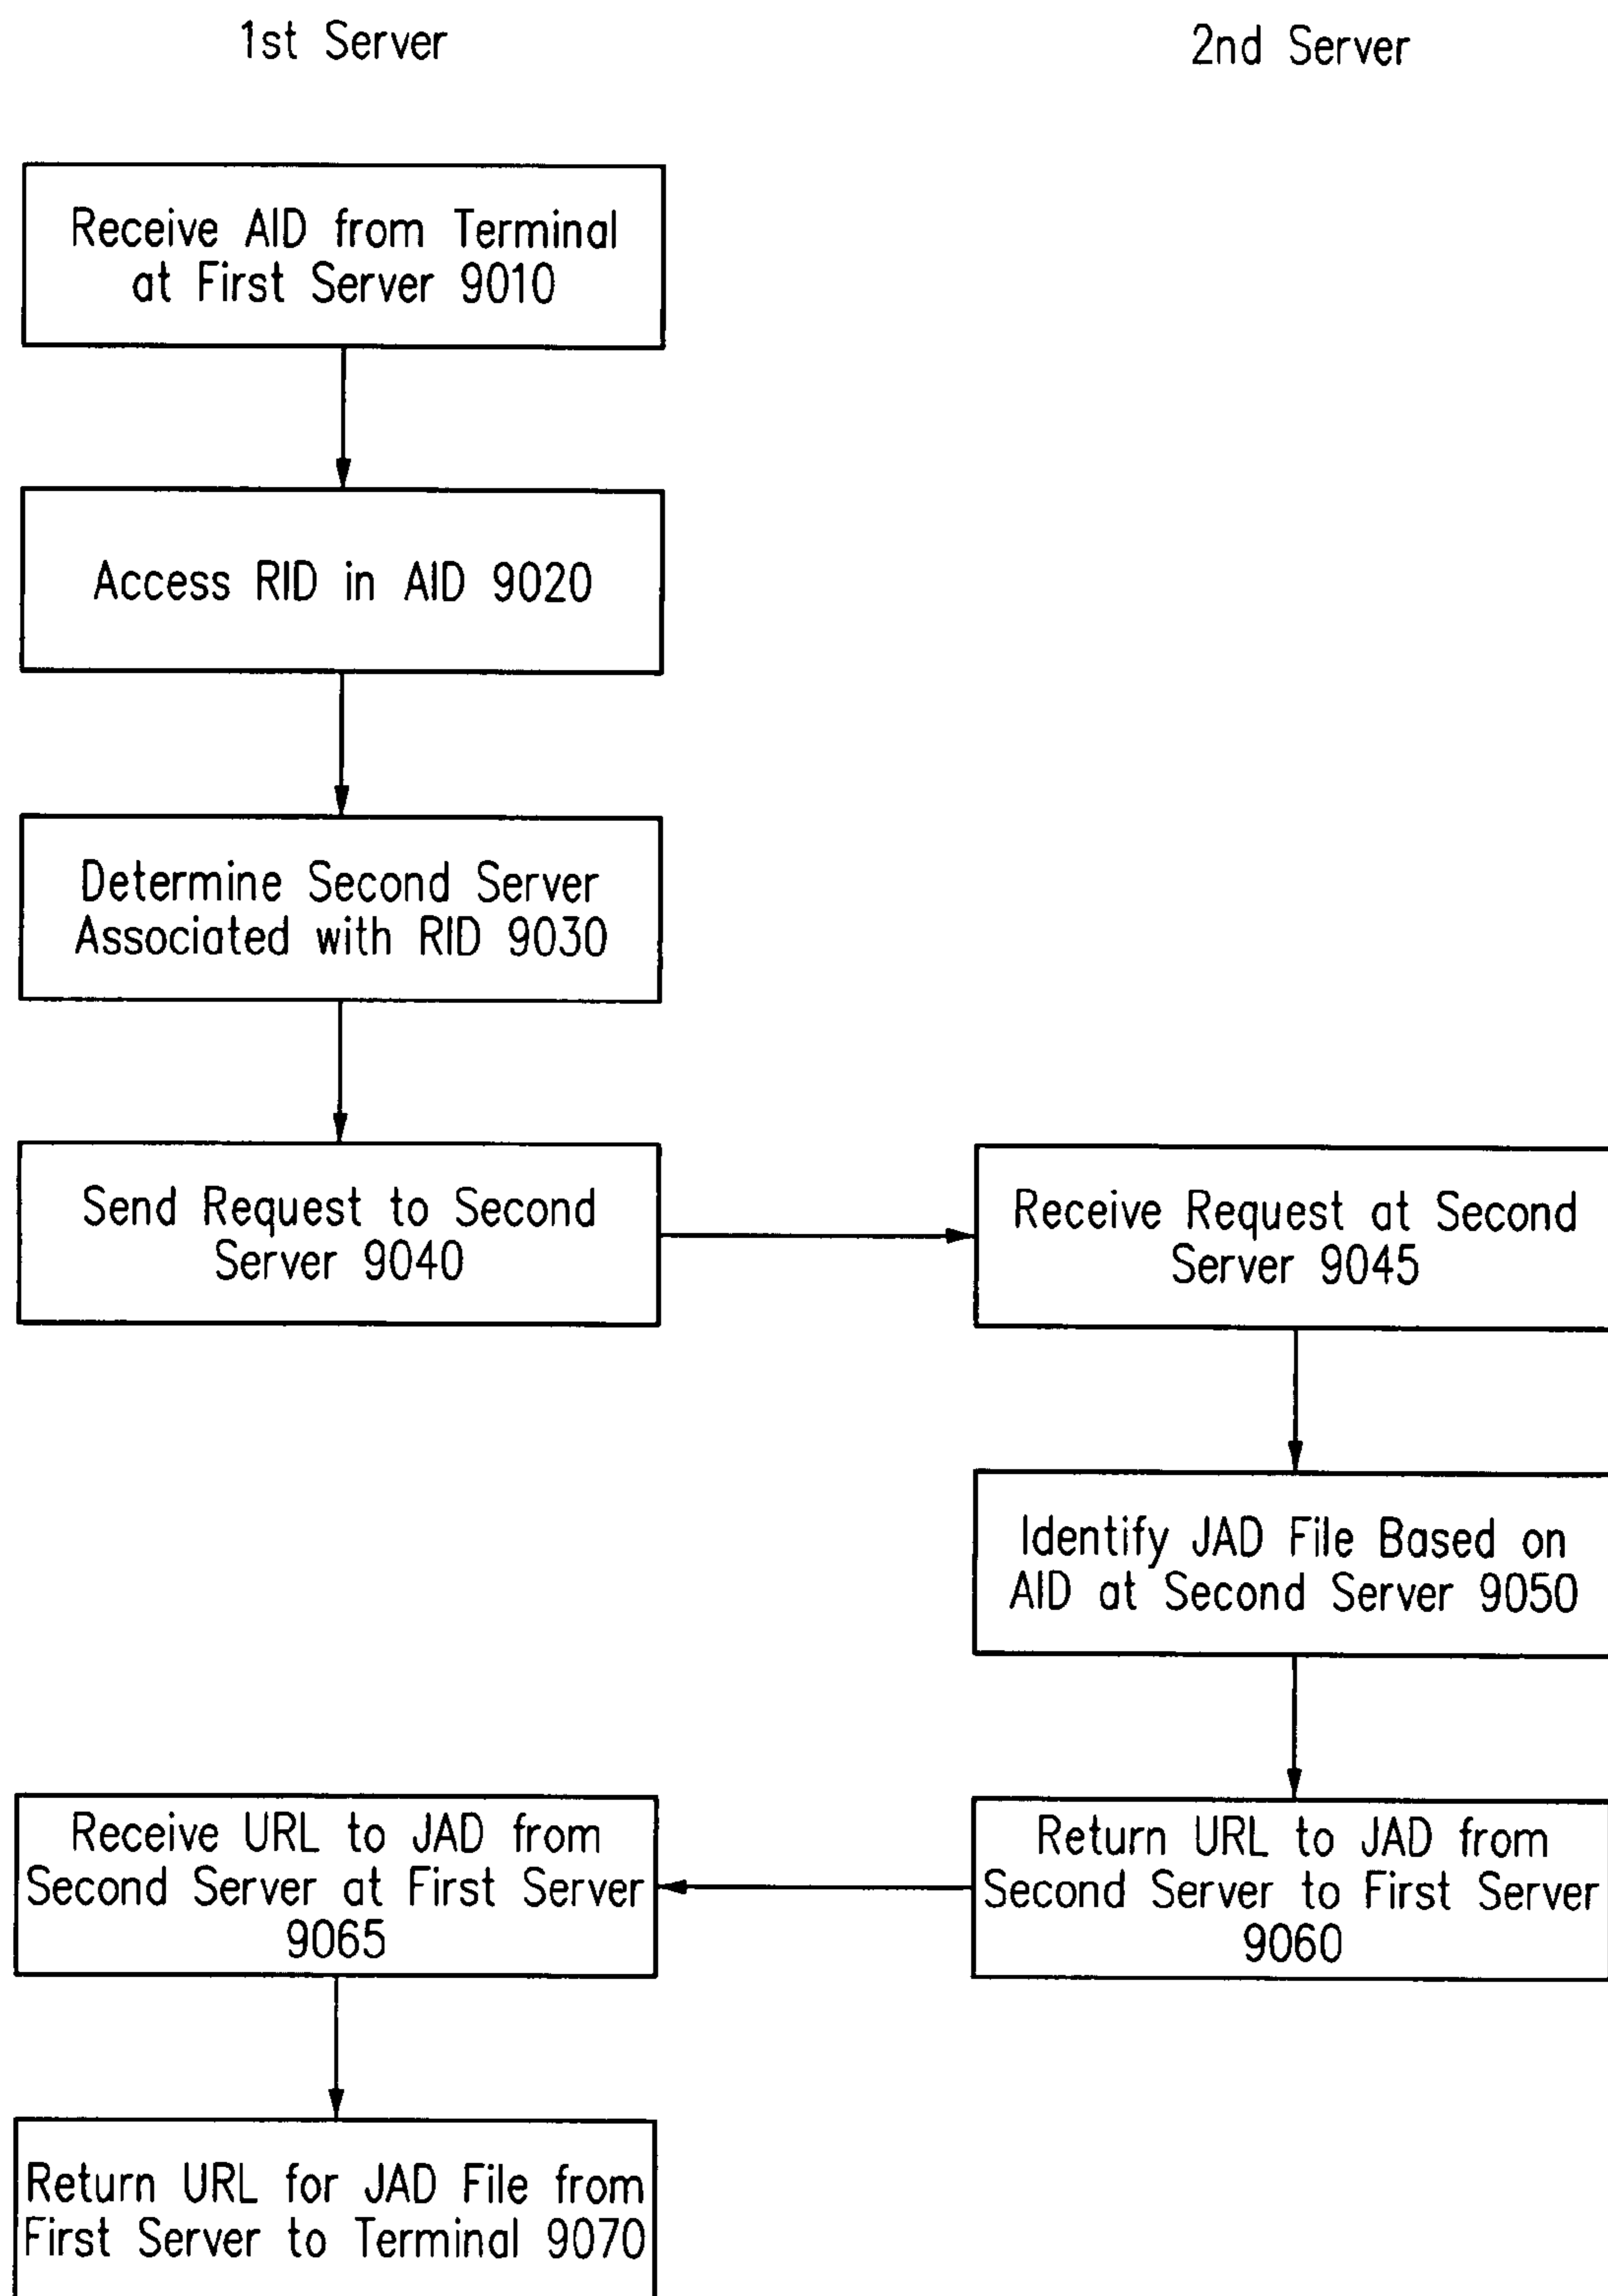 1st Server
2nd Server
Receive AID from Terminal
at First Server 9010
Access RID in AID 9020
Determine Second Server
Associated with RID 9030
Send Request to Second
Server 9040
Receive Request at Second
Server 9045
Identify JAD File Based on
AID at Second Server 9050
Return URL to JAD from
Second Server to First Server
9060
Receive URL to JAD from
Second Server at First Server
9065
Return URL for JAD File from
First Server to Terminal 9070